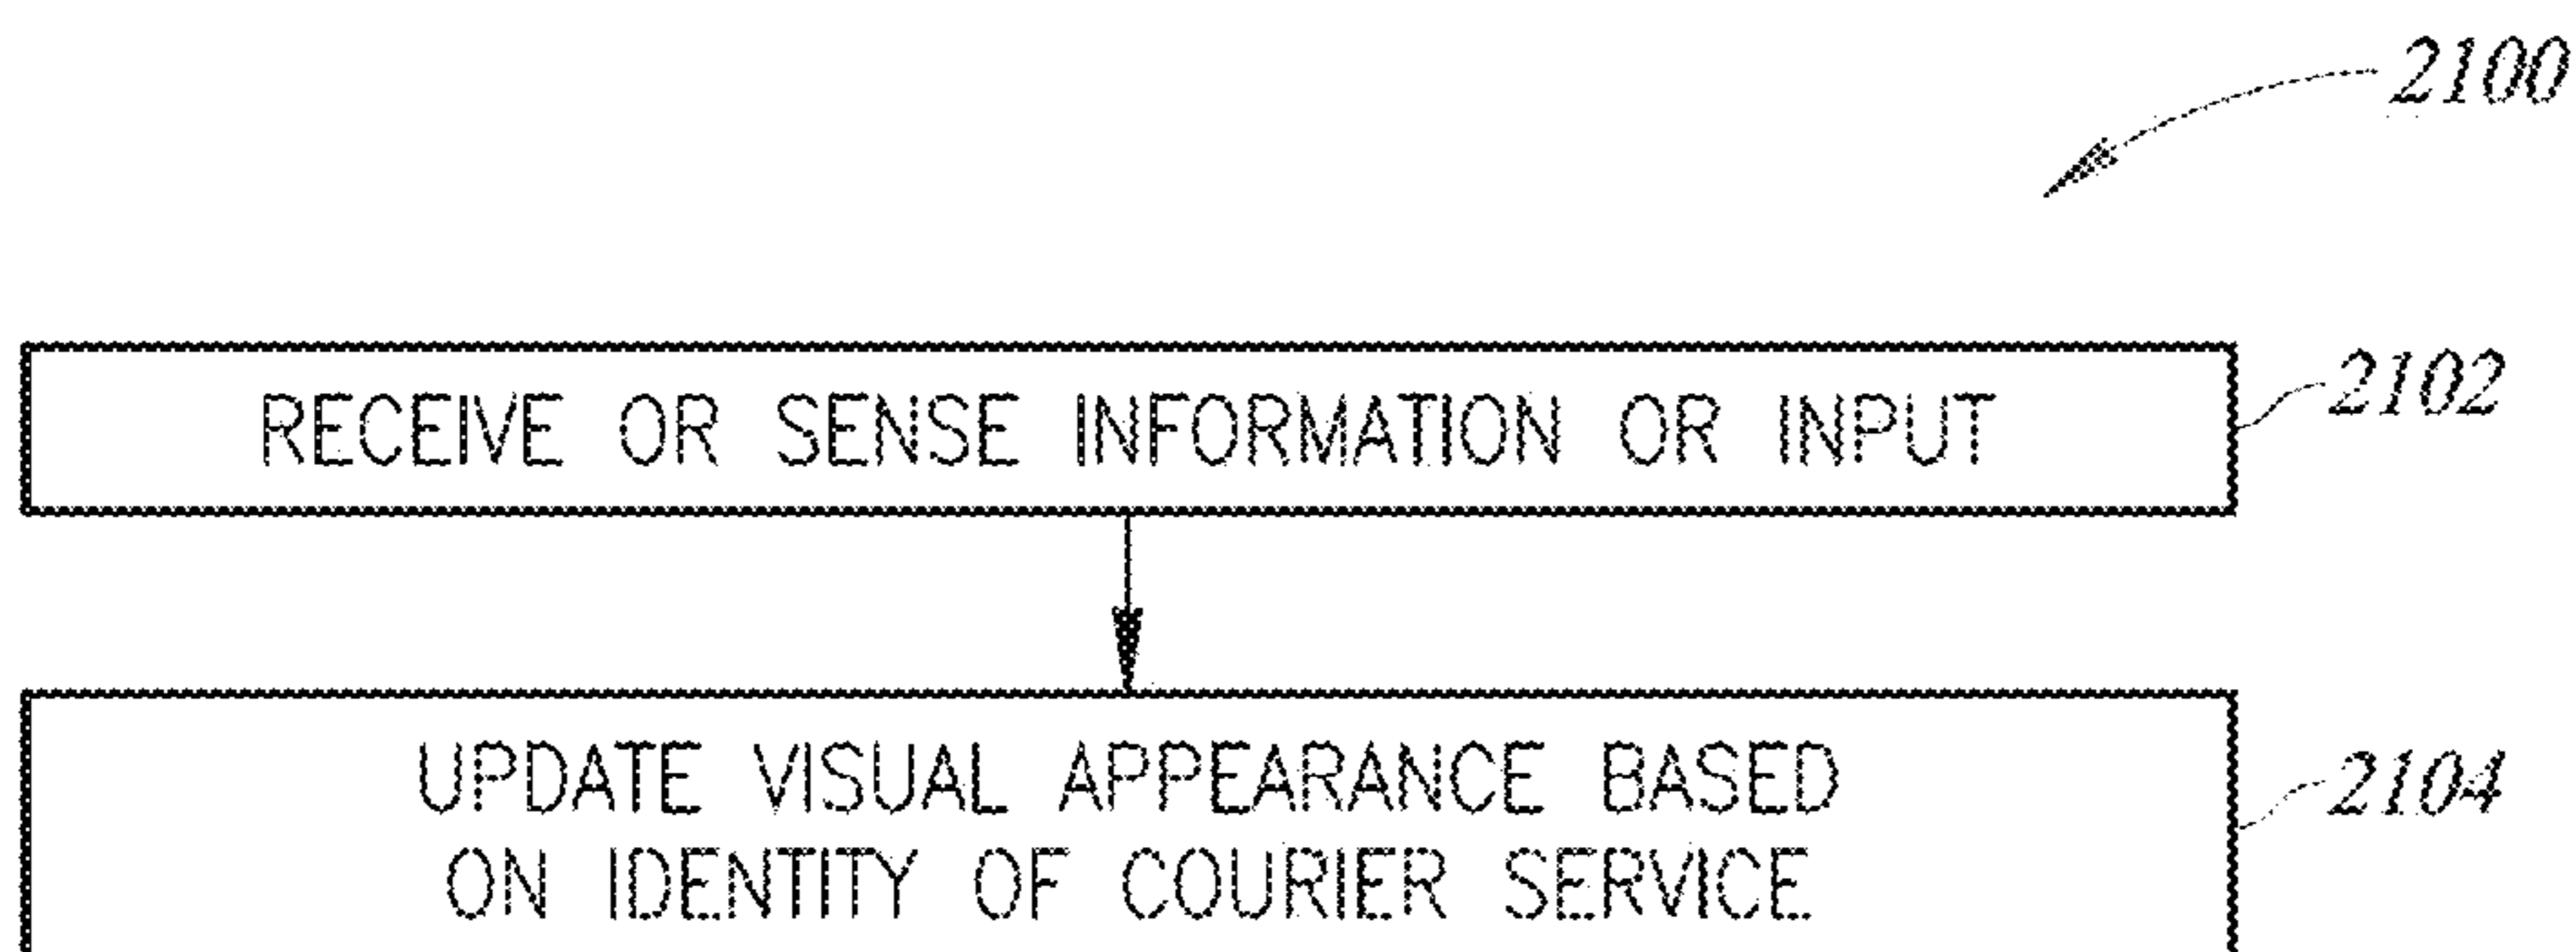 2100
RECEIVE OR SENSE INFORMATION OR INPUT
2102
UPDATE VISUAL APPEARANCE BASED
2104
ON IDENTITY OF COURIER SERVICE